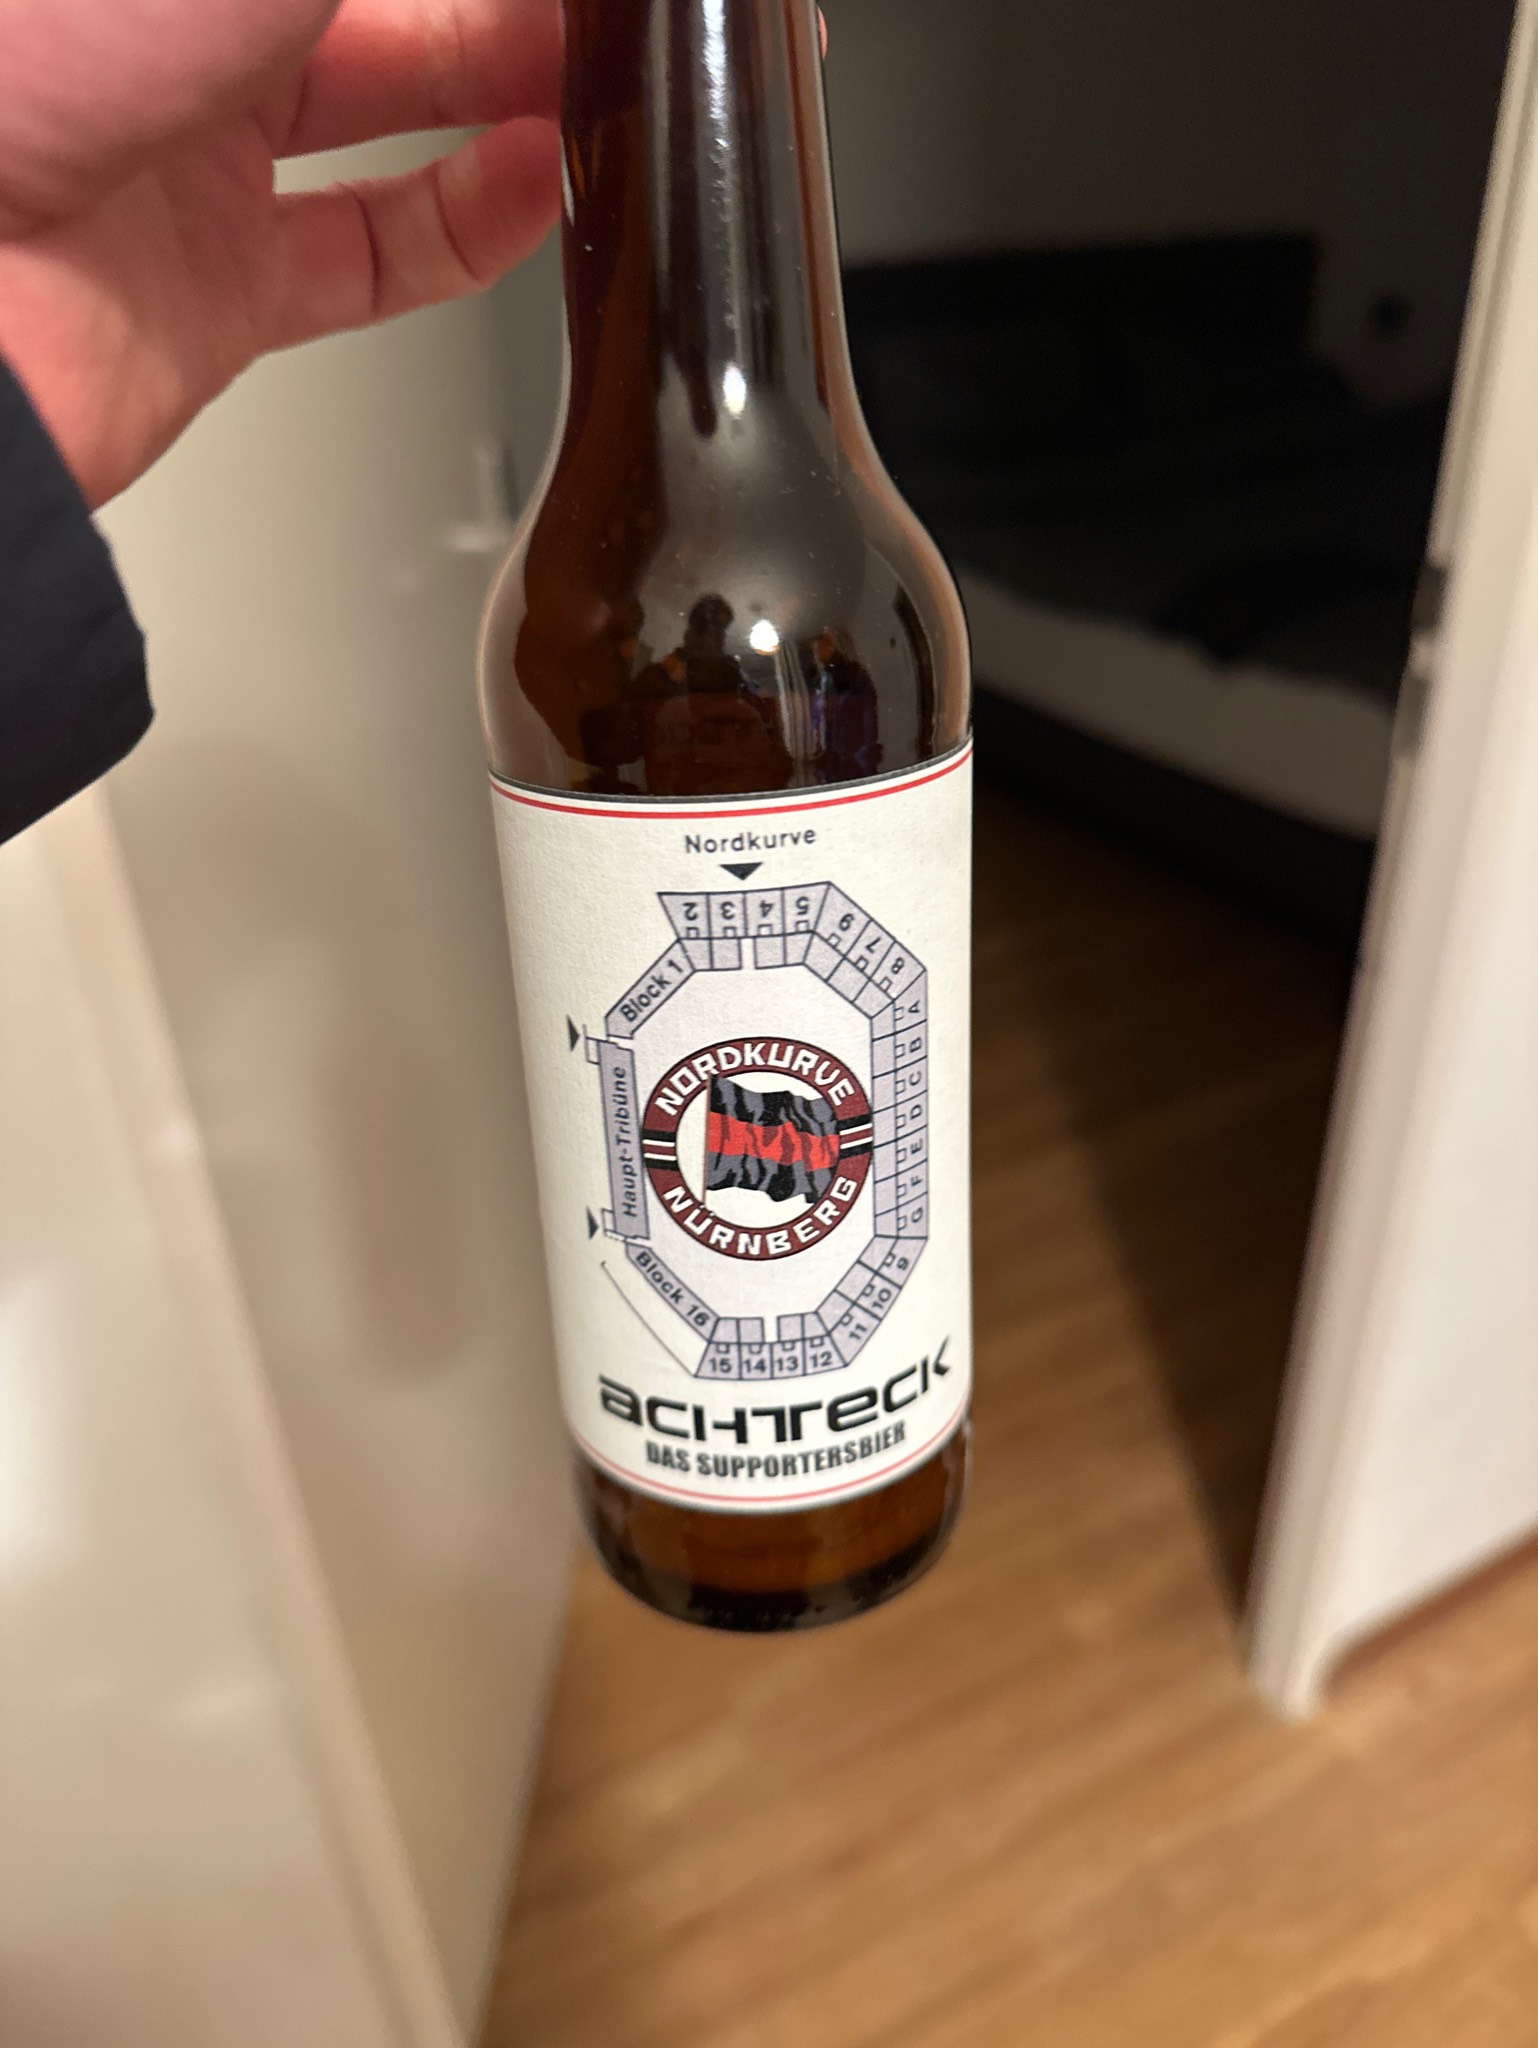 Nordkurve
2 3 4 5 6 7 8
Block 1
A B C D E F G
Haupt-Tribüne
NORDKURVE
NÜRNBERG
Block 16
15 14 13 12 11 10 9
ACHTECK
DAS SUPPORTERSBIER